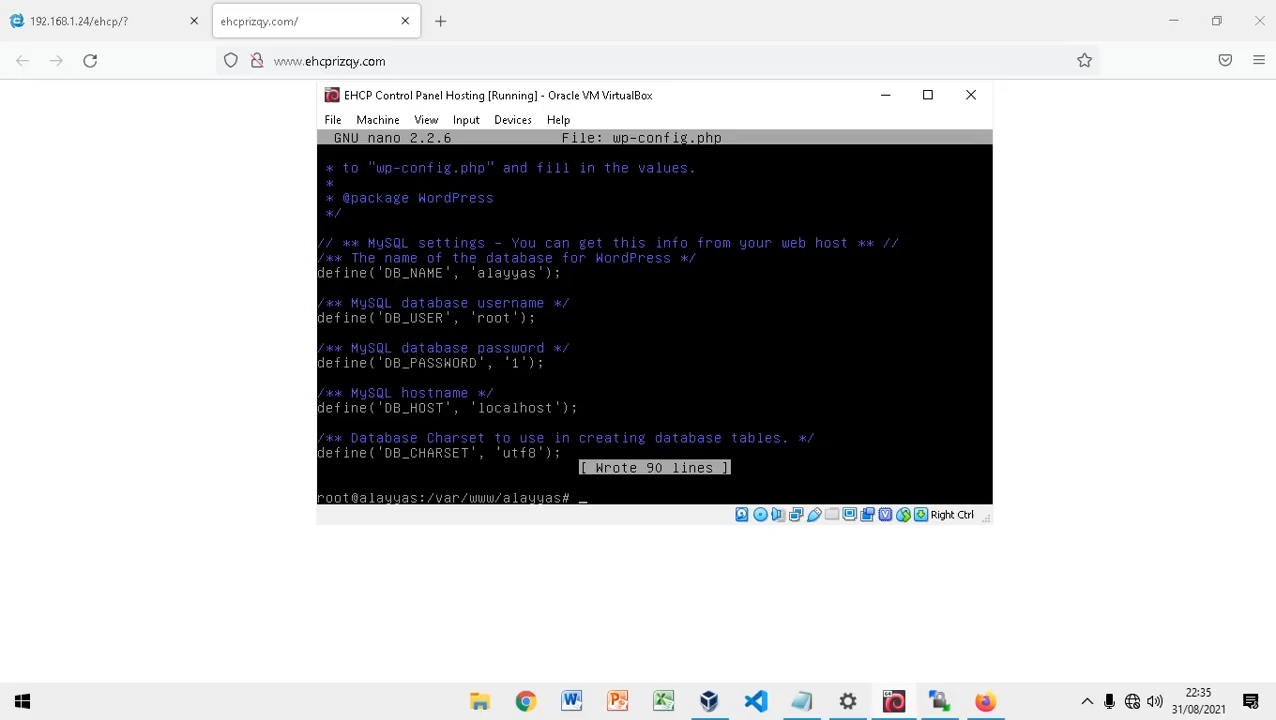 192.168.1.24/ehcp/?
ehcprizqy.com/
www.ehcprizqy.com
EHCP Control Panel Hosting [Running] - Oracle VM VirtualBox
File Machine View Input Devices Help
GNU nano 2.2.6 File: wp-config.php
* to "wp-config.php" and fill in the values.
*
* @package WordPress
*/
// ** MySQL settings - You can get this info from your web host ** //
/** The name of the database for WordPress */
define('DB_NAME', 'alayyas');
/** MySQL database username */
define('DB_USER', 'root');
/** MySQL database password */
define('DB_PASSWORD', '1');
/** MySQL hostname */
define('DB_HOST', 'localhost');
/** Database Charset to use in creating database tables. */
define('DB_CHARSET', 'utf8');
[ Wrote 90 lines ]
root@alayyas:/var/www/alayyas# _
Right Ctrl
22:35
31/08/2021